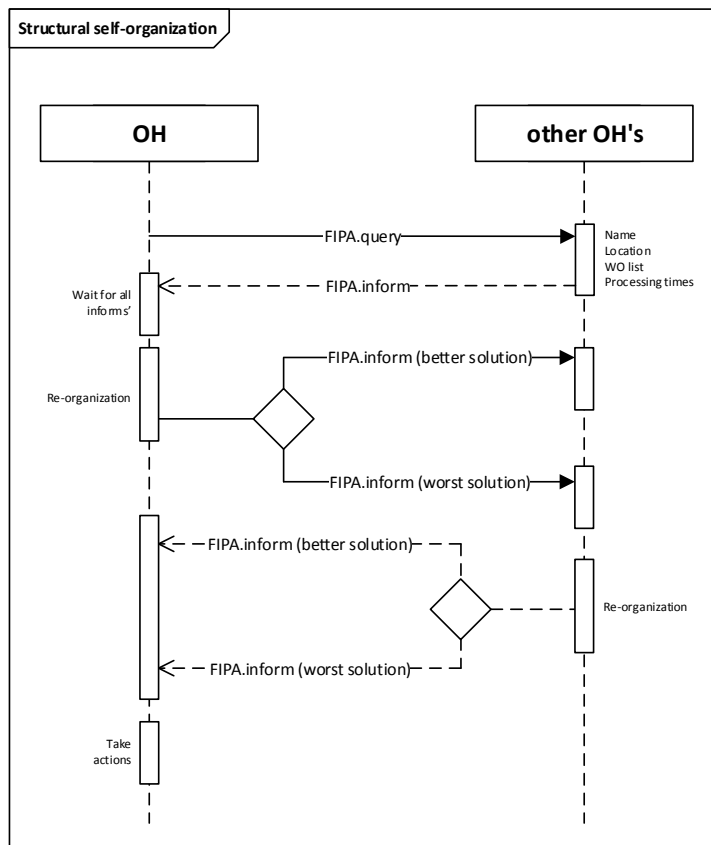 Structural self-organization
OH
other OH's
FIPA.query
Name
Location
WO list
Processing times
FIPA.inform
Wait for all
informs’
FIPA.inform (better solution)
Re-organization
FIPA.inform (worst solution)
FIPA.inform (better solution)
Re-organization
FIPA.inform (worst solution)
Take
actions